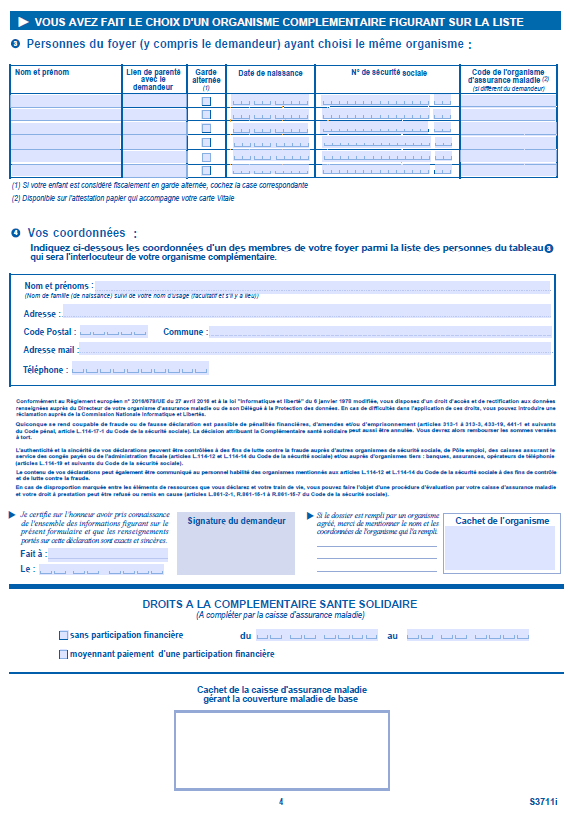 ▶ VOUS AVEZ FAIT LE CHOIX D'UN ORGANISME COMPLEMENTAIRE FIGURANT SUR LA LISTE
3 Personnes du foyer (y compris le demandeur) ayant choisi le même organisme :
Nom et prénom
Lien de parenté
avec le
demandeur
Garde
alternée
(1)
Date de naissance
N° de sécurité sociale
Code de l'organisme
d'assurance maladie (2)
(si différent du demandeur)
(1) Si votre enfant est considéré fiscalement en garde alternée, cochez la case correspondante
(2) Disponible sur l'attestation papier qui accompagne votre carte Vitale
4 Vos coordonnées :
Indiquez ci-dessous les coordonnées d'un des membres de votre foyer parmi la liste des personnes du tableau 3
qui sera l'interlocuteur de votre organisme complémentaire.
Nom et prénoms :
(Nom de famille (de naissance) suivi de votre nom d'usage (facultatif et s'il y a lieu))
Adresse :
Code Postal :
Commune :
Adresse mail :
Téléphone :
Conformément au Règlement européen n° 2016/679/UE du 27 avril 2016 et à la loi "informatique et liberté" du 6 janvier 1978 modifiée, vous disposez d'un droit d'accès et de rectification aux données
renseignées auprès du Directeur de votre organisme d'assurance maladie ou de son Délégué à la Protection des données. En cas de difficultés dans l'application de ces droits, vous pouvez introduire une
réclamation auprès de la Commission Nationale Informatique et Libertés.
Quiconque se rend coupable de fraude ou de fausse déclaration est passible de pénalités financières, d'amendes et/ou d'emprisonnement (articles 313-1 à 313-3, 433-19, 441-1 et suivants
du Code pénal, article L.114-17-1 du Code de la sécurité sociale). La décision attribuant la Complémentaire santé solidaire peut aussi être annulée. Vous devrez alors rembourser les sommes versées
à tort.
L'authenticité et la sincérité de vos déclarations peuvent être contrôlées à des fins de lutte contre la fraude auprès d'autres organismes de sécurité sociale, de Pôle emploi, des caisses assurant le
service des congés payés ou de l'administration fiscale (articles L.114-12 et L.114-14 du Code de la sécurité sociale) et/ou auprès d'organismes tiers : banques, assurances, opérateurs de téléphonie
(articles L.114-19 et suivants du Code de la sécurité sociale).
Le contenu de vos déclarations peut également être communiqué au personnel habilité des organismes mentionnés aux articles L.114-12 et L.114-14 du Code de la sécurité sociale à des fins de contrôle
et de lutte contre la fraude.
En cas de disproportion marquée entre les éléments de ressources que vous déclarez et votre train de vie, vous pouvez faire l'objet d'une procédure d'évaluation par votre caisse d'assurance maladie
et votre droit à prestation peut être refusé ou remis en cause (articles L.861-2-1, R.861-15-1 à R.861-15-7 du Code de la sécurité sociale).
▶ Je certifie sur l'honneur avoir pris connaissance
de l'ensemble des informations figurant sur le
présent formulaire et que les renseignements
portés sur cette déclaration sont exacts et sincères.
Fait à :
Le :
Signature du demandeur
▶ Si le dossier est rempli par un organisme
agréé, merci de mentionner le nom et les
coordonnées de l'organisme qui l'a rempli.
Cachet de l'organisme
DROITS A LA COMPLEMENTAIRE SANTE SOLIDAIRE
(A compléter par la caisse d'assurance maladie)
sans participation financière
du
au
moyennant paiement d'une participation financière
Cachet de la caisse d'assurance maladie
gérant la couverture maladie de base
4
S3711i